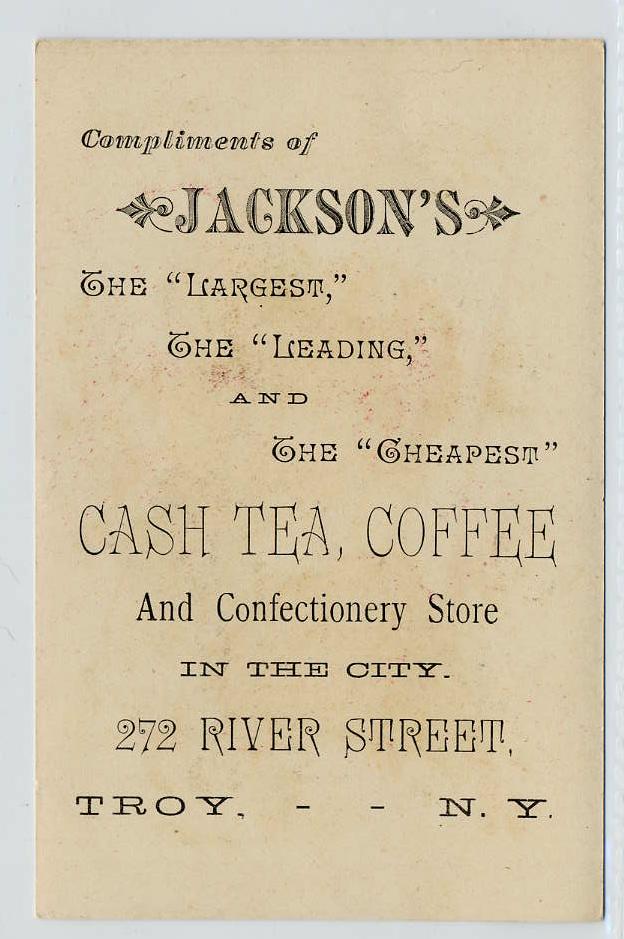 Compliments of
JACKSON'S
THE "LARGEST,"
THE "LEADING,"
AND
THE "CHEAPEST"
CASH TEA, COFFEE
And Confectionery Store
IN THE CITY.
272 RIVER STREET,
TROY, - - N. Y.